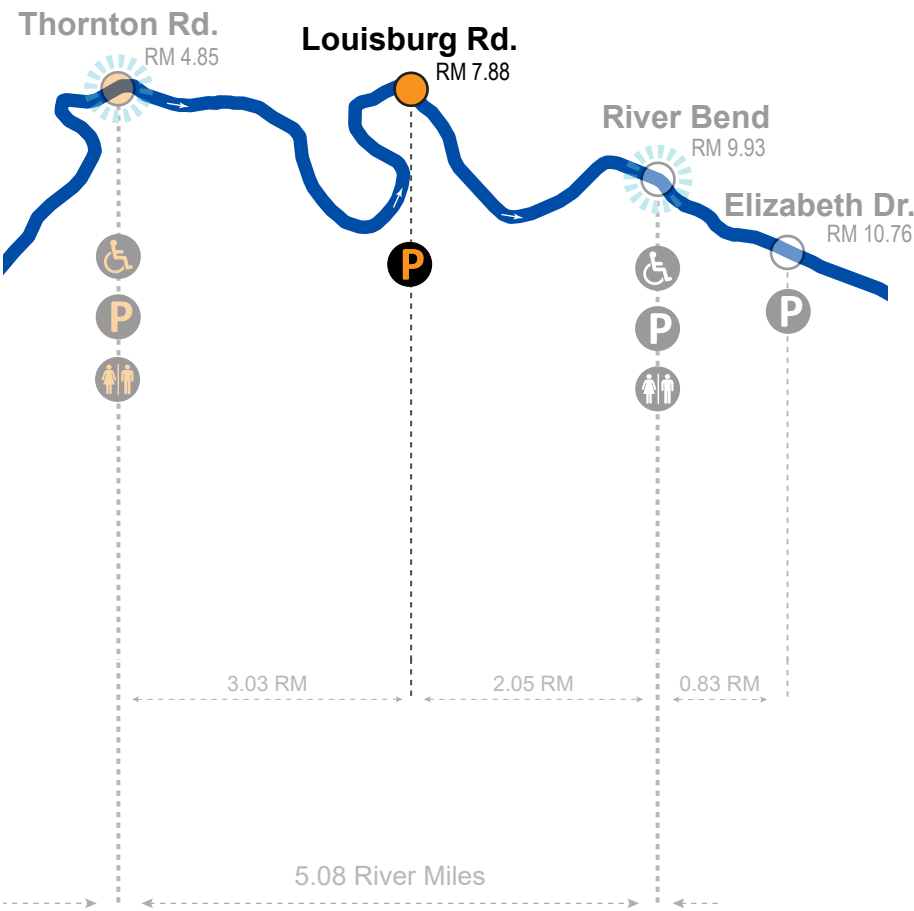 Thornton Rd.
RM 4.85
Louisburg Rd.
RM 7.88
River Bend
RM 9.93
Elizabeth Dr.
RM 10.76
P
P
P
P
3.03 RM
2.05 RM
0.83 RM
5.08 River Miles